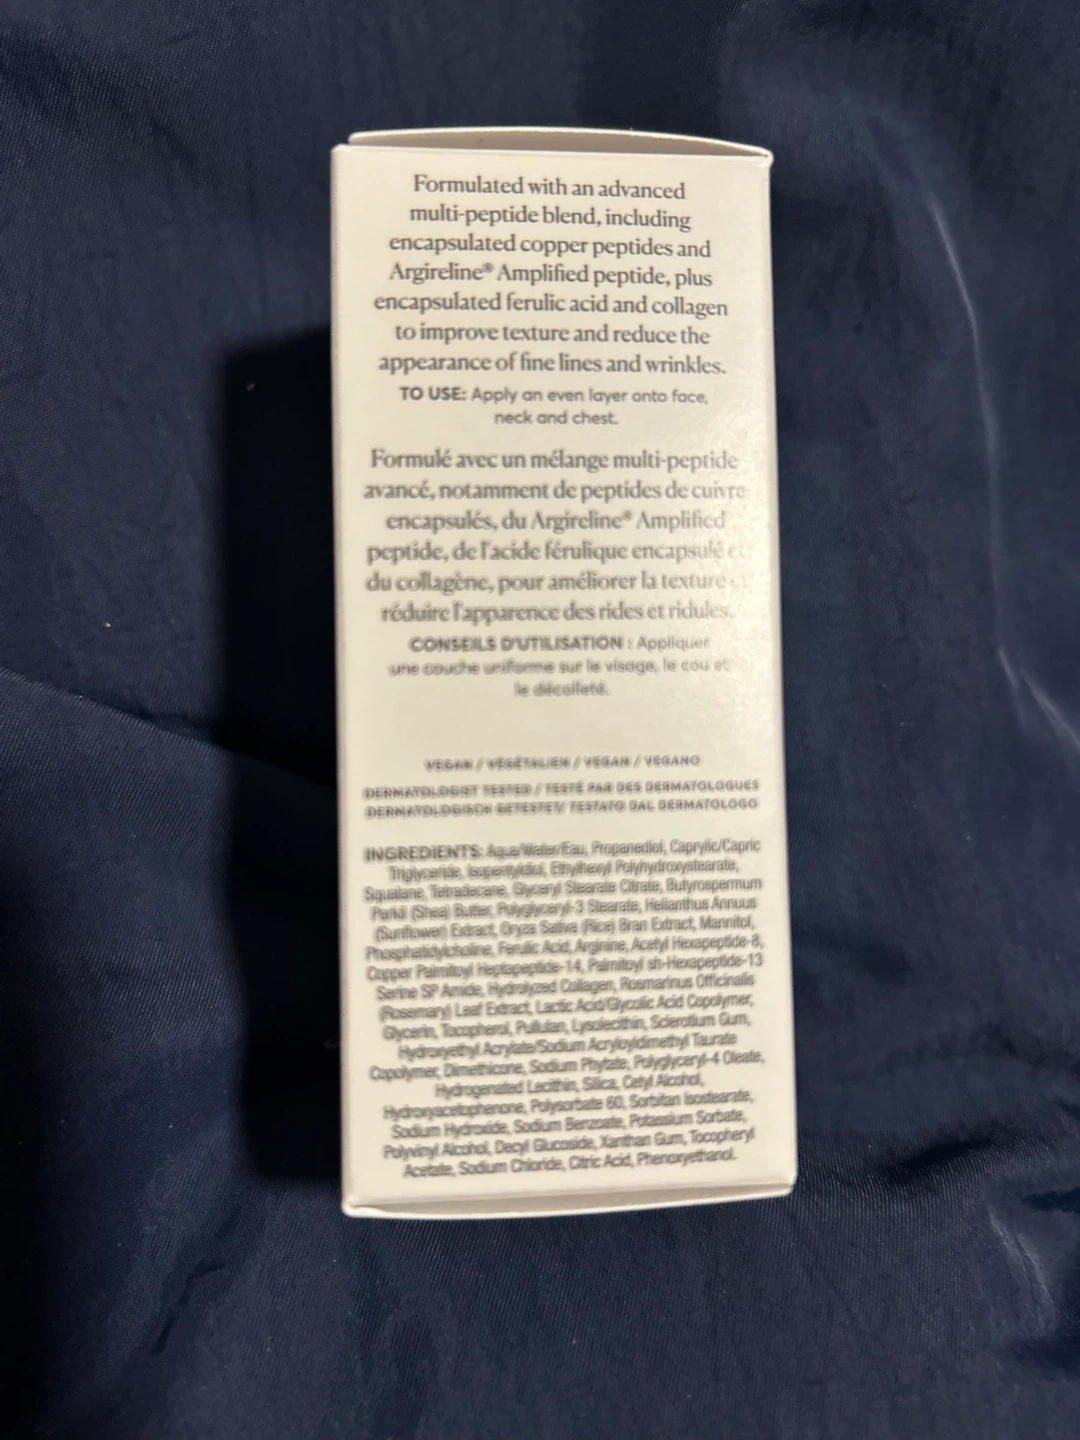 Formulated with an advanced
multi-peptide blend, including
encapsulated copper peptides and
Argireline® Amplified peptide, plus
encapsulated ferulic acid and collagen
to improve texture and reduce the
appearance of fine lines and wrinkles.
TO USE: Apply an even layer onto face,
neck and chest.
Formulé avec un mélange multi-peptide
avancé, notamment de peptides de cuivre
encapsulés, du Argireline® Amplified
peptide, de l'acide férulique encapsulé et
du collagène, pour améliorer la texture et
réduire l'apparence des rides et ridules.
CONSEILS D'UTILISATION : Appliquer
une couche uniforme sur le visage, le cou et
le décolleté.
VEGAN / VÉGÉTALIEN / VEGAN / VEGANO
DERMATOLOGIST TESTED / TESTÉ PAR DES DERMATOLOGUES
DERMATOLOGISCH GETESTET/ TESTATO DAL DERMATOLOGO
INGREDIENTS: Aqua/Water/Eau, Propanediol, Caprylic/Capric
Triglyceride, Isopentyldiol, Ethylhexyl Polyhydroxystearate,
Squalane, Tetradecane, Glyceryl Stearate Citrate, Butyrospermum
Parkii (Shea) Butter, Polyglyceryl-3 Stearate, Helianthus Annuus
(Sunflower) Extract, Oryza Sativa (Rice) Bran Extract, Mannitol,
Phosphatidylcholine, Ferulic Acid, Arginine, Acetyl Hexapeptide-8,
Copper Palmitoyl Heptapeptide-14, Palmitoyl sh-Hexapeptide-13
Serine SP Amide, Hydrolyzed Collagen, Rosmarinus Officinalis
(Rosemary) Leaf Extract, Lactic Acid/Glycolic Acid Copolymer,
Glycerin, Tocopherol, Pullulan, Lysolecithin, Sclerotium Gum,
Hydroxyethyl Acrylate/Sodium Acryloyldimethyl Taurate
Copolymer, Dimethicone, Sodium Phytate, Polyglyceryl-4 Oleate,
Hydrogenated Lecithin, Silica, Cetyl Alcohol,
Hydroxyacetophenone, Polysorbate 60, Sorbitan Isostearate,
Sodium Hydroxide, Sodium Benzoate, Potassium Sorbate,
Polyvinyl Alcohol, Decyl Glucoside, Xanthan Gum, Tocopheryl
Acetate, Sodium Chloride, Citric Acid, Phenoxyethanol.